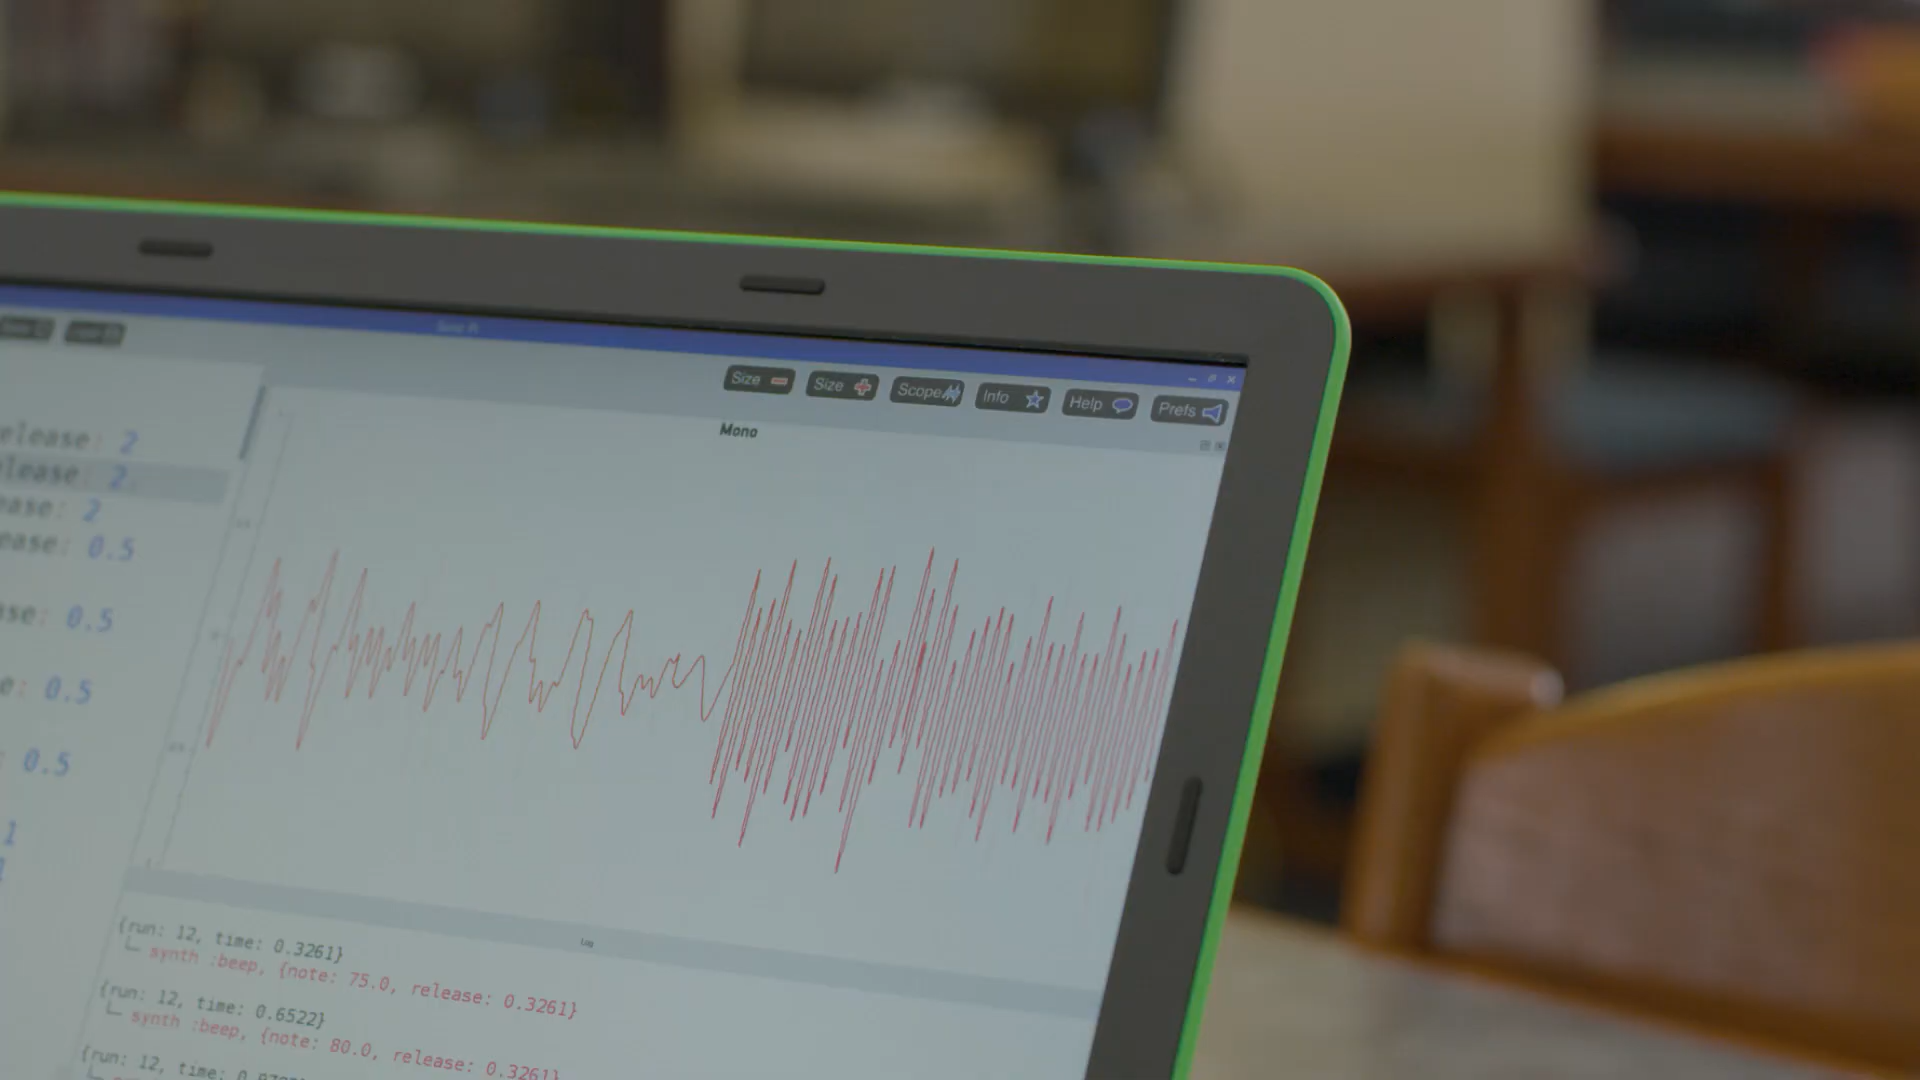 Size Size Scope Info Help Prefs
Mono
elease: 2
lease: 2
ease: 2
ease: 0.5
se: 0.5
e: 0.5
: 0.5
1
Log
{run: 12, time: 0.3261}
synth :beep, {note: 75.0, release: 0.3261}
{run: 12, time: 0.6522}
synth :beep, {note: 80.0, release: 0.3261}
{run: 12, time: